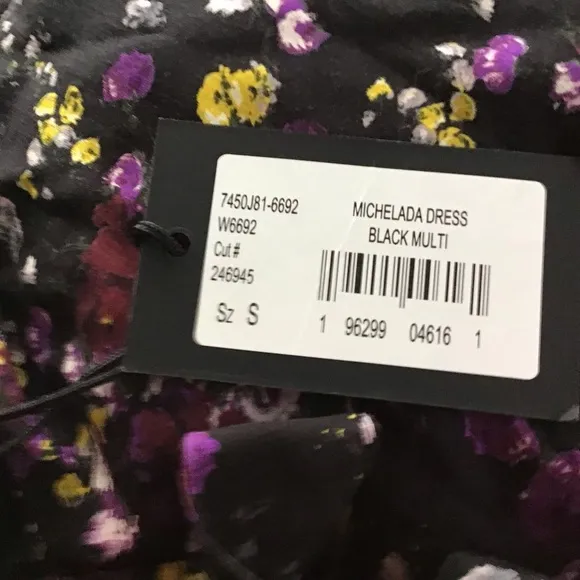 7450J81-6692
W6692
Cut #
246945
Sz S
MICHELADA DRESS
BLACK MULTI
1 96299 04616 1